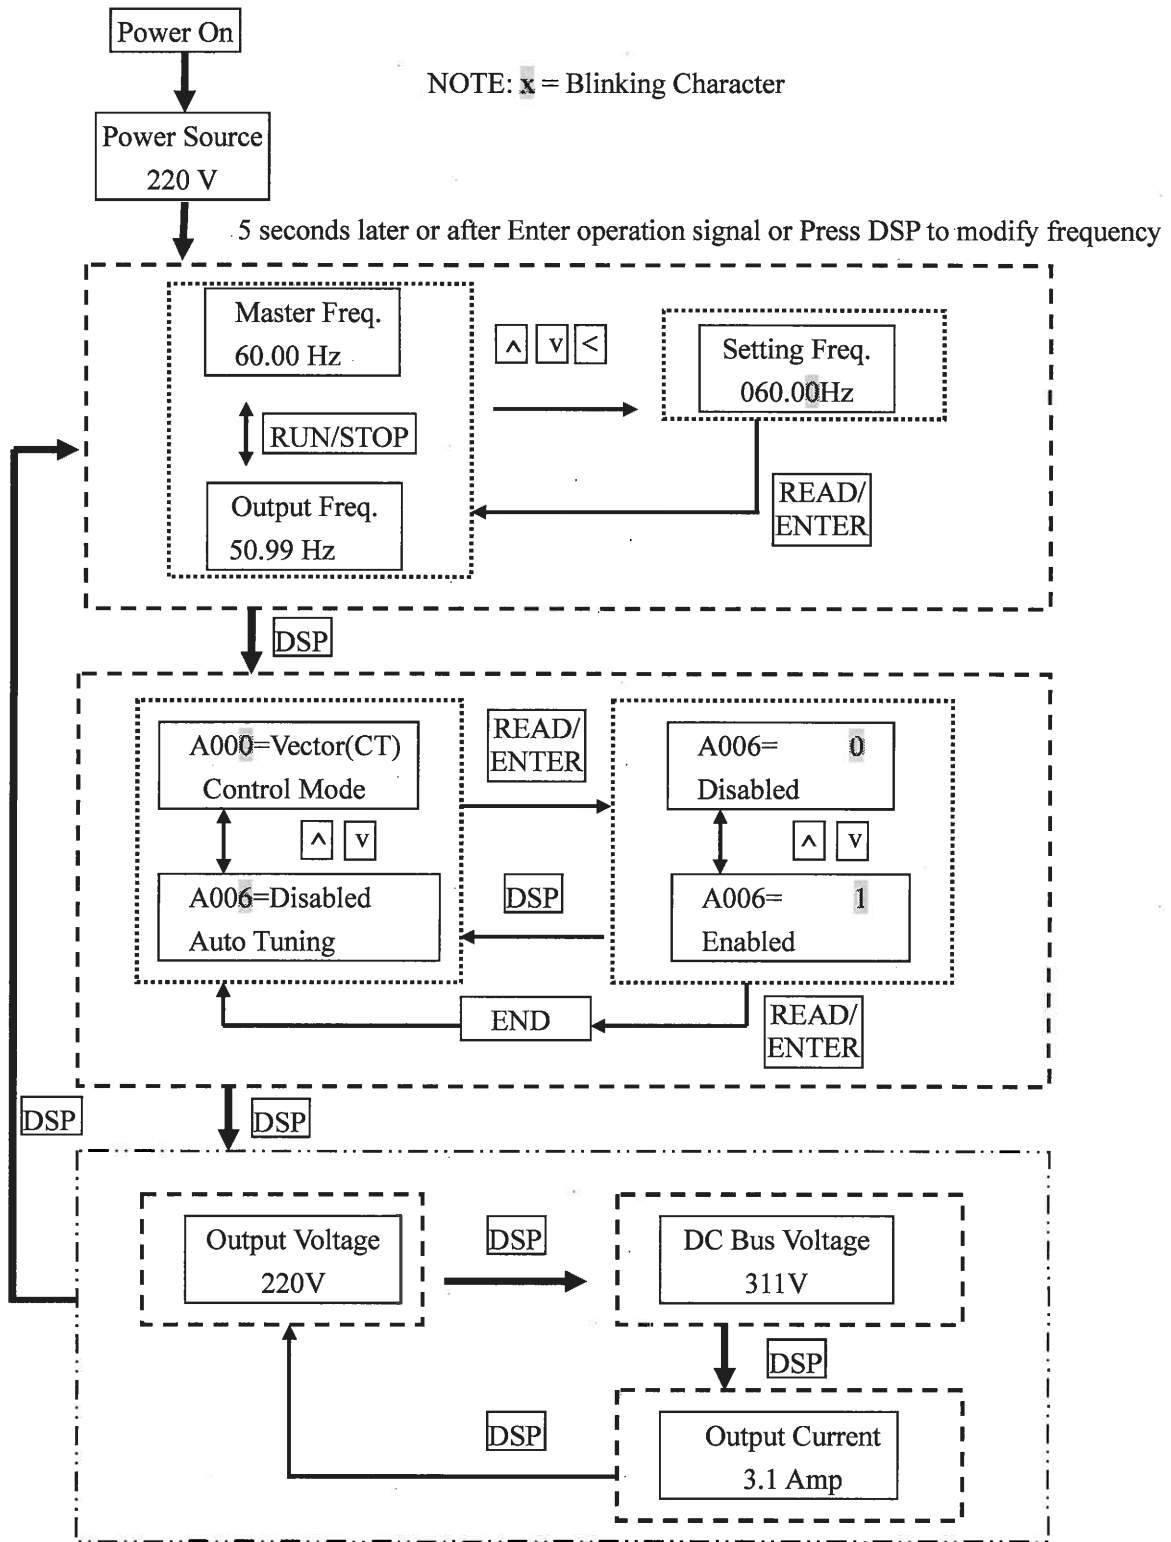 Power On
NOTE: x = Blinking Character
Power Source
220 V
5 seconds later or after Enter operation signal or Press DSP to modify frequency
Master Freq.
60.00 Hz
^ v <
Setting Freq.
060.00Hz
RUN/STOP
READ/
ENTER
Output Freq.
50.99 Hz
DSP
A000=Vector(CT)
Control Mode
READ/
ENTER
A006= 0
Disabled
^ v
^ v
A006=Disabled
Auto Tuning
DSP
A006= 1
Enabled
END
READ/
ENTER
DSP
DSP
Output Voltage
220V
DSP
DC Bus Voltage
311V
DSP
DSP
Output Current
3.1 Amp